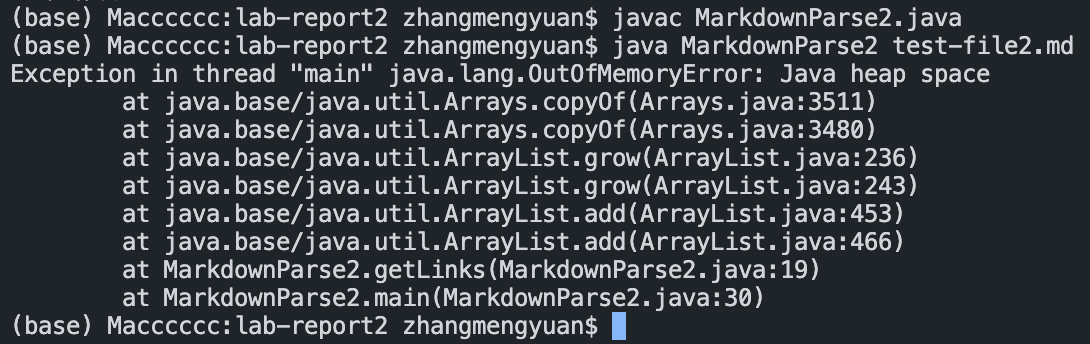 (base) Macccccc:lab-report2 zhangmengyuan$ javac MarkdownParse2.java
(base) Macccccc:lab-report2 zhangmengyuan$ java MarkdownParse2 test-file2.md
Exception in thread "main" java.lang.OutOfMemoryError: Java heap space
        at java.base/java.util.Arrays.copyOf(Arrays.java:3511)
        at java.base/java.util.Arrays.copyOf(Arrays.java:3480)
        at java.base/java.util.ArrayList.grow(ArrayList.java:236)
        at java.base/java.util.ArrayList.grow(ArrayList.java:243)
        at java.base/java.util.ArrayList.add(ArrayList.java:453)
        at java.base/java.util.ArrayList.add(ArrayList.java:466)
        at MarkdownParse2.getLinks(MarkdownParse2.java:19)
        at MarkdownParse2.main(MarkdownParse2.java:30)
(base) Macccccc:lab-report2 zhangmengyuan$